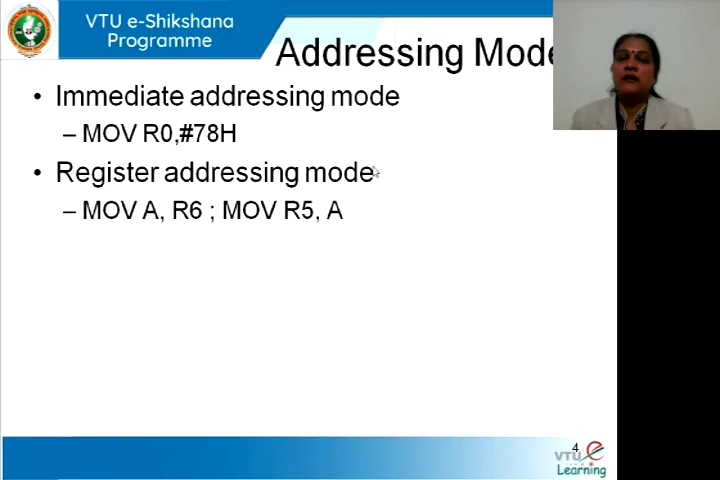 VTU e-Shikshana
Programme
Addressing Mode
• Immediate addressing mode
– MOV R0,#78H
• Register addressing mode
– MOV A, R6 ; MOV R5, A
4
VTU
Learning